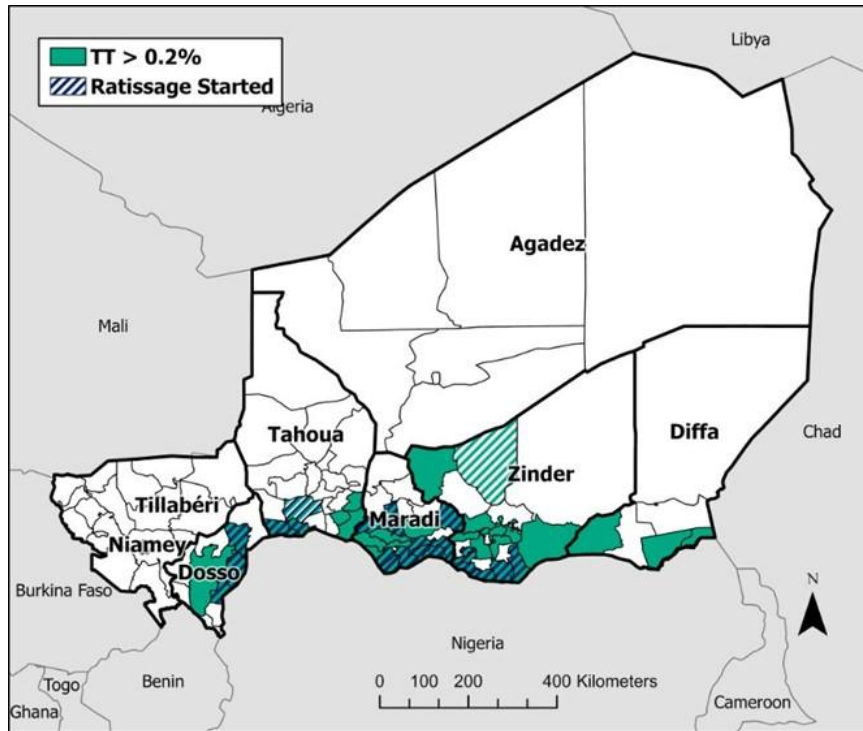 TT > 0.2%
Ratissage Started
Libya
Algeria
Agadez
Mali
Tahoua
Diffa
Chad
Zinder
Tillabéri
Maradi
Niamey
Dosso
Burkina Faso
N
Nigeria
Benin
Togo
Ghana
0 100 200 400 Kilometers
Cameroon